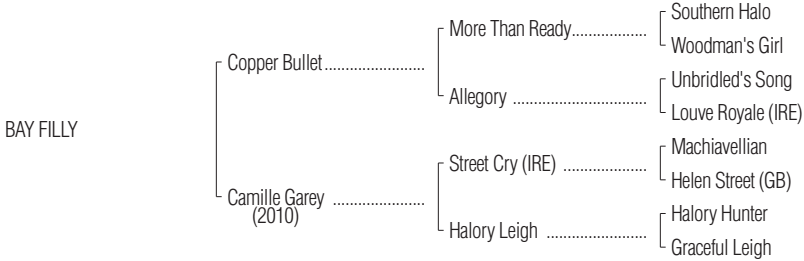 Southern Halo
More Than Ready...................
Woodman's Girl
Copper Bullet.........................
Unbridled's Song
Allegory .................................
Louve Royale (IRE)
BAY FILLY
Machiavellian
Street Cry (IRE) .....................
Helen Street (GB)
Camille Garey .......................
(2010)
Halory Hunter
Halory Leigh .........................
Graceful Leigh